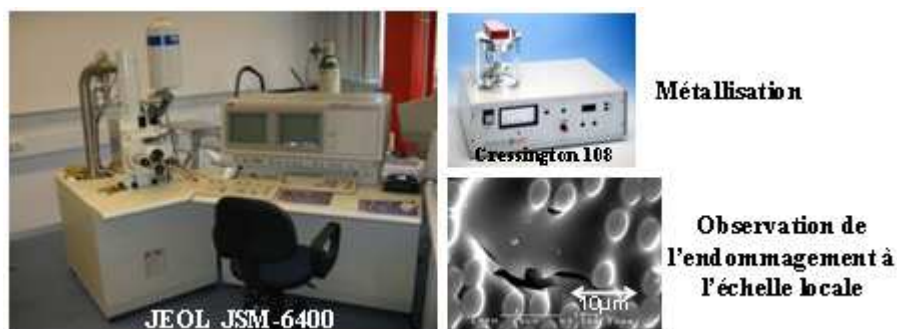 Métallisation
Cressington 108
Observation de
l'endommagement à
l'échelle locale
10µm
JEOL JSM-6400